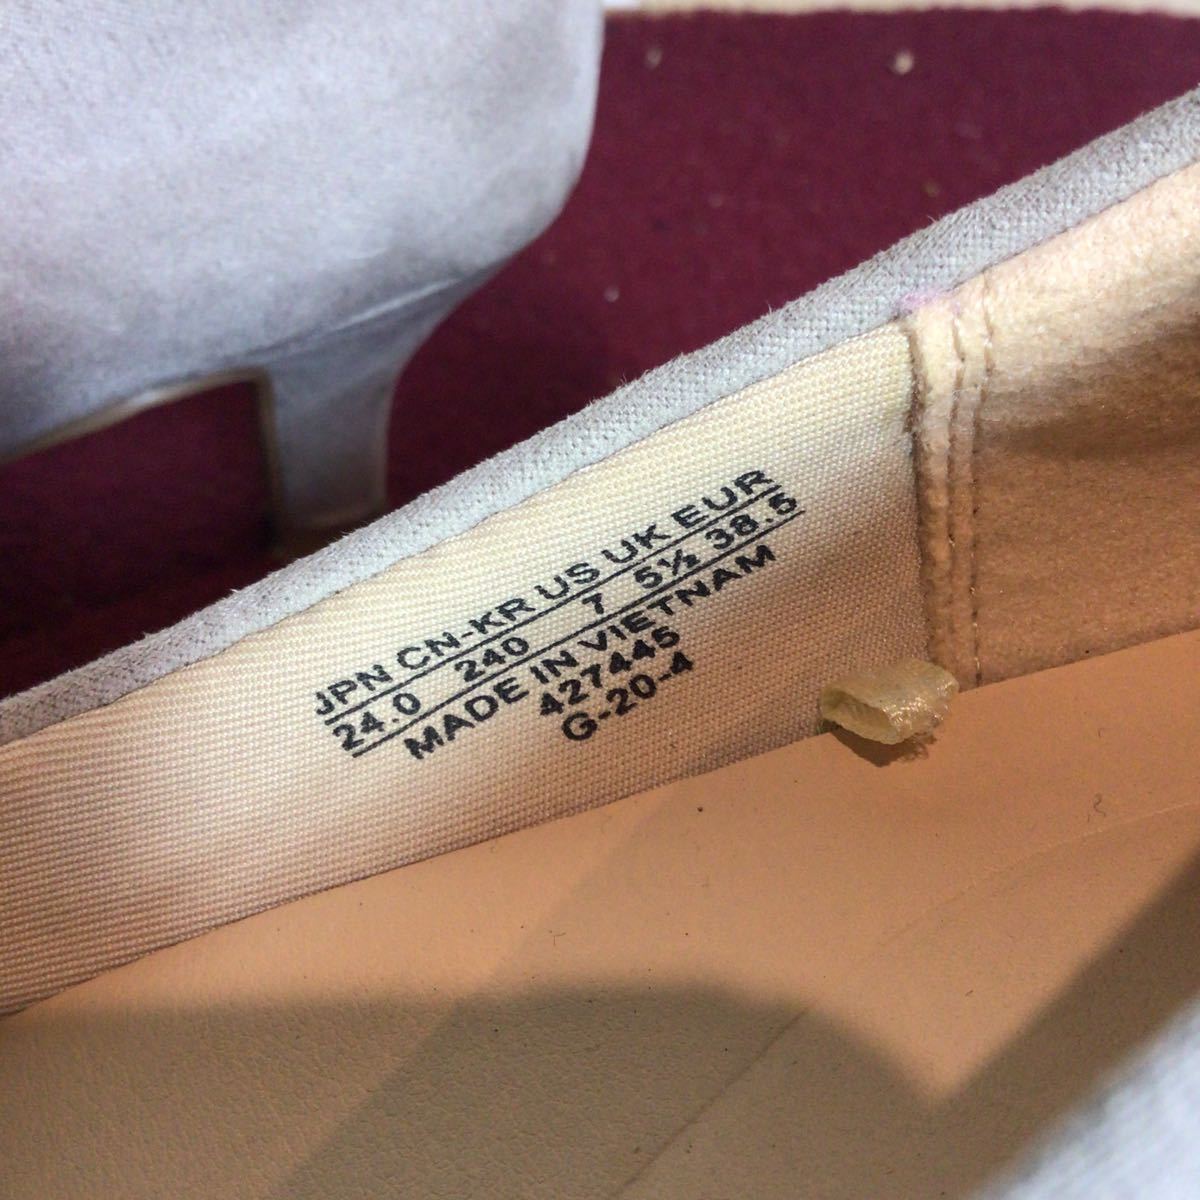 JPN CN-KR US UK EUR
24.0 240 7 5½ 38.5
MADE IN VIETNAM
427445
G-20-4